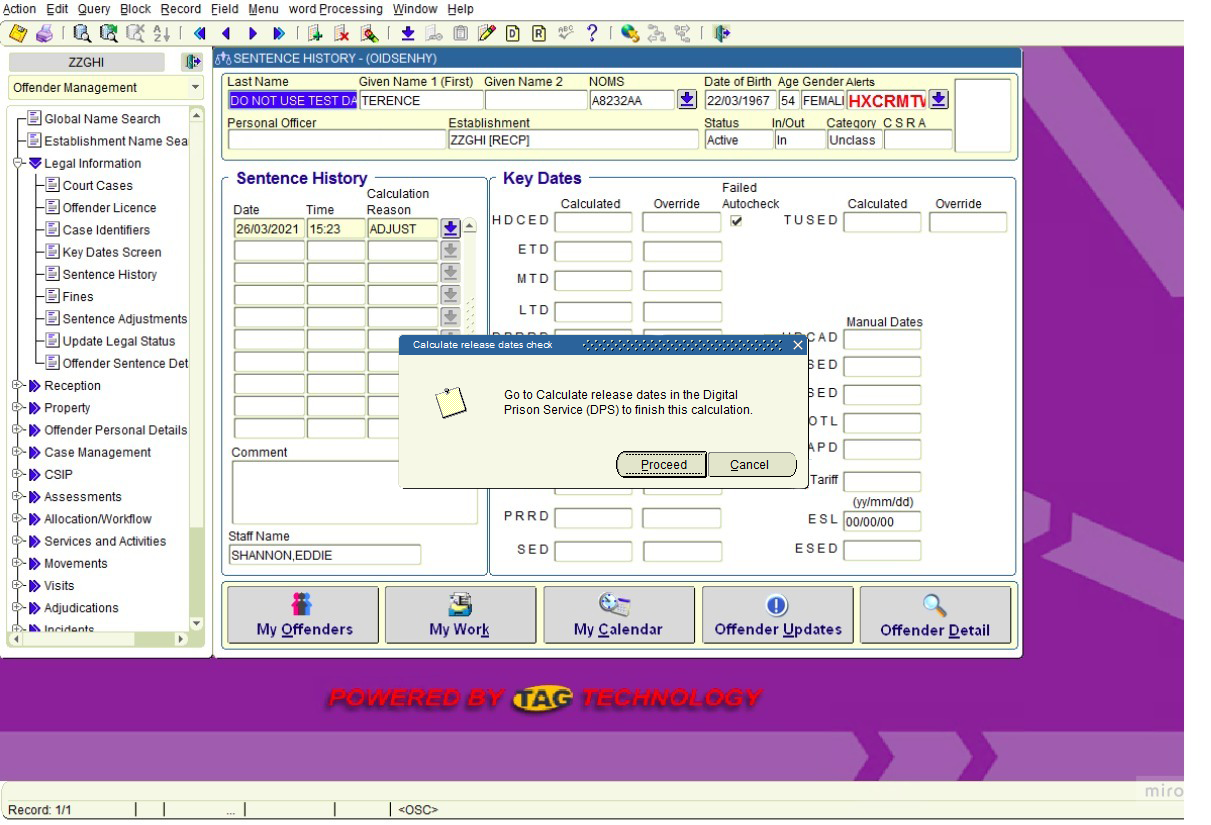 Action Edit Query Block Record Field Menu word Processing Window Help
ZZGHI
Offender Management
Global Name Search
Establishment Name Sea
Legal Information
Court Cases
Offender Licence
Case Identifiers
Key Dates Screen
Sentence History
Fines
Sentence Adjustments
Update Legal Status
Offender Sentence Det
Reception
Property
Offender Personal Details
Case Management
CSIP
Assessments
Allocation/Workflow
Services and Activities
Movements
Visits
Adjudications
Incidents
SENTENCE HISTORY - (OIDSENHY)
Last Name Given Name 1 (First) Given Name 2 NOMS Date of Birth Age Gender Alerts
DO NOT USE TEST DA TERENCE A8232AA 22/03/1967 54 FEMALI HXCRMTV
Personal Officer Establishment Status In/Out Category C S R A
ZZGHI [RECP] Active In Unclass
Sentence History
Date Time Calculation Reason
26/03/2021 15:23 ADJUST
Comment
Staff Name
SHANNON,EDDIE
Key Dates
Calculated Override Failed Autocheck Calculated Override
HDCED TUSED
ETD
MTD
LTD
Manual Dates
CAD
SED
SED
OTL
APD
Tariff
(yy/mm/dd)
PRRD ESL 00/00/00
SED ESED
Calculate release dates check
Go to Calculate release dates in the Digital
Prison Service (DPS) to finish this calculation.
Proceed Cancel
My Offenders My Work My Calendar Offender Updates Offender Detail
POWERED BY TAG TECHNOLOGY
miro
Record: 1/1 ... <OSC>